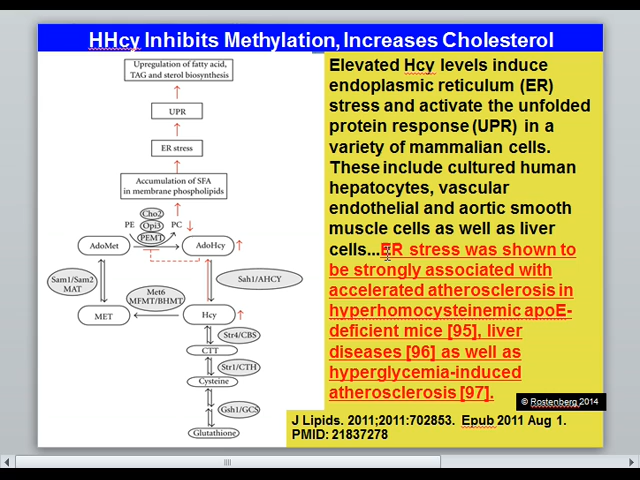 HHcy Inhibits Methylation, Increases Cholesterol
Upregulation of fatty acid,
TAG and sterol biosynthesis
UPR
ER stress
Accumulation of SFA
in membrane phospholipids
Cho2
PE Opi3 PC
PEMT
AdoMet AdoHcy
Sam1/Sam2
MAT
Sah1/AHCY
Met6
MFMT/BHMT
MET Hcy
Str4/CBS
CTT
Str1/CTH
Cysteine
Gsh1/GCS
Glutathione
Elevated Hcy levels induce
endoplasmic reticulum (ER)
stress and activate the unfolded
protein response (UPR) in a
variety of mammalian cells.
These include cultured human
hepatocytes, vascular
endothelial and aortic smooth
muscle cells as well as liver
cells...ER stress was shown to
be strongly associated with
accelerated atherosclerosis in
hyperhomocysteinemic apoE-
deficient mice [95], liver
diseases [96] as well as
hyperglycemia-induced
atherosclerosis [97].
© Rostenberg 2014
J Lipids. 2011;2011:702853. Epub 2011 Aug 1.
PMID: 21837278